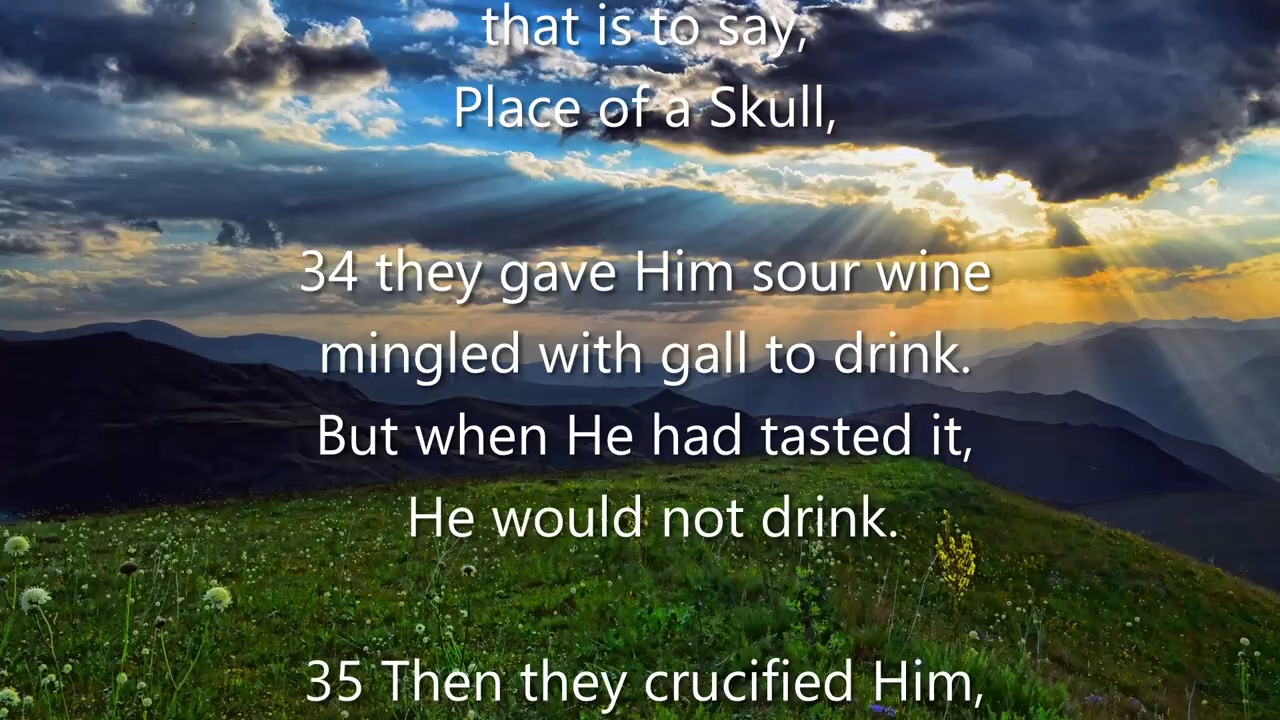 that is to say,
Place of a Skull,
34 they gave Him sour wine
mingled with gall to drink.
But when He had tasted it,
He would not drink.
35 Then they crucified Him,